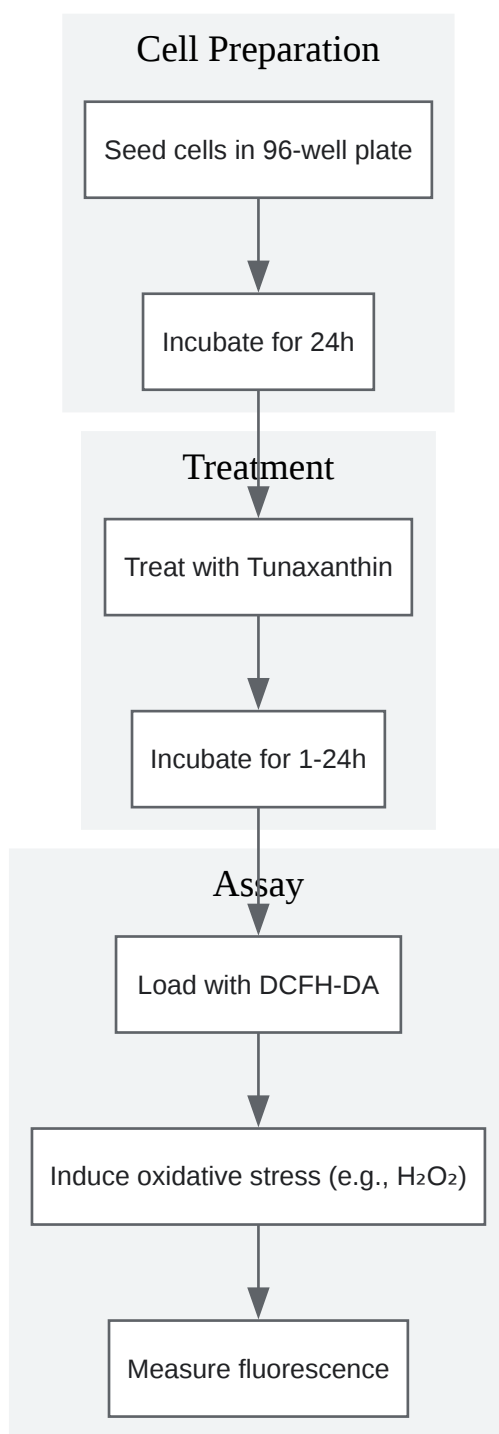 Cell Preparation
Seed cells in 96-well plate
Incubate for 24h
Treatment
Treat with Tunaxanthin
Incubate for 1-24h
Assay
Load with DCFH-DA
Induce oxidative stress (e.g., H₂O₂)
Measure fluorescence